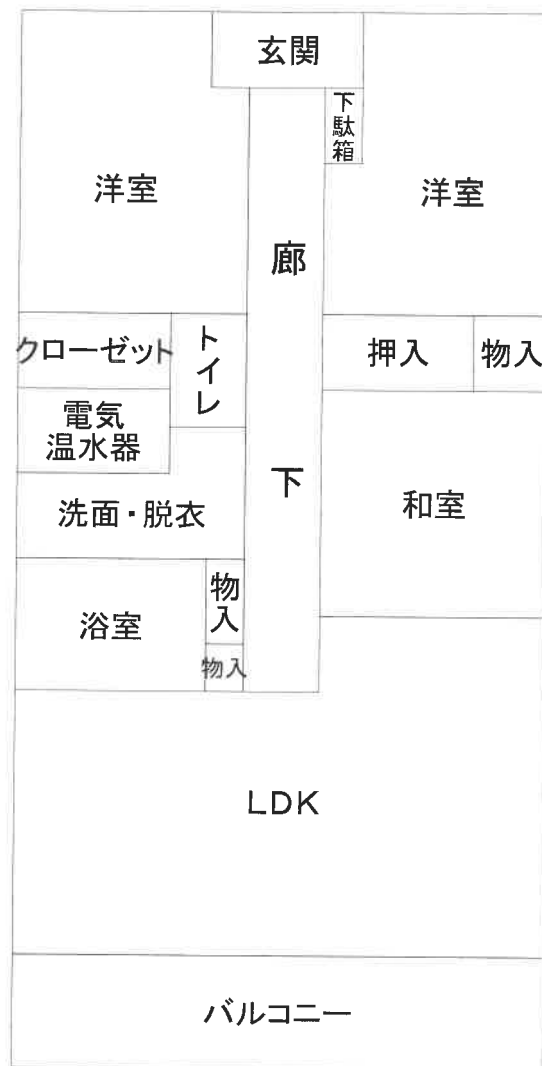 玄関
下駄箱
洋室
洋室
廊下
クローゼット
トイレ
押入
物入
電気
温水器
洗面・脱衣
和室
浴室
物入
物入
LDK
バルコニー